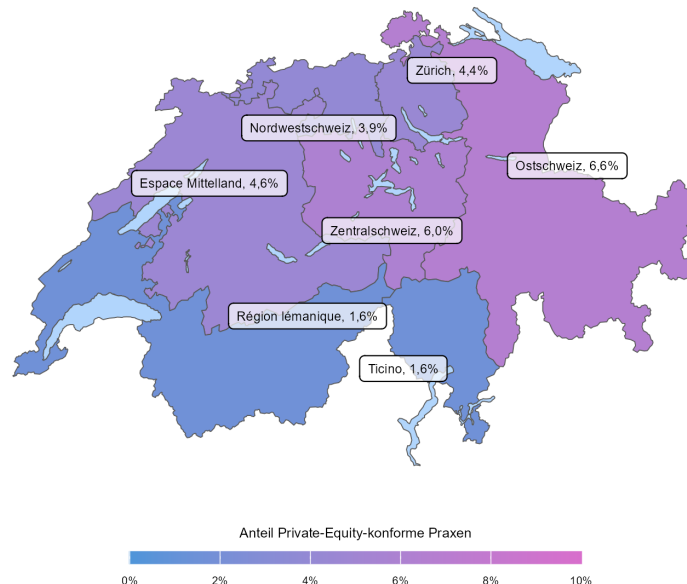 Zürich, 4,4%
Nordwestschweiz, 3,9%
Ostschweiz, 6,6%
Espace Mittelland, 4,6%
Zentralschweiz, 6,0%
Région lémanique, 1,6%
Ticino, 1,6%
Anteil Private-Equity-konforme Praxen
0% 2% 4% 6% 8% 10%